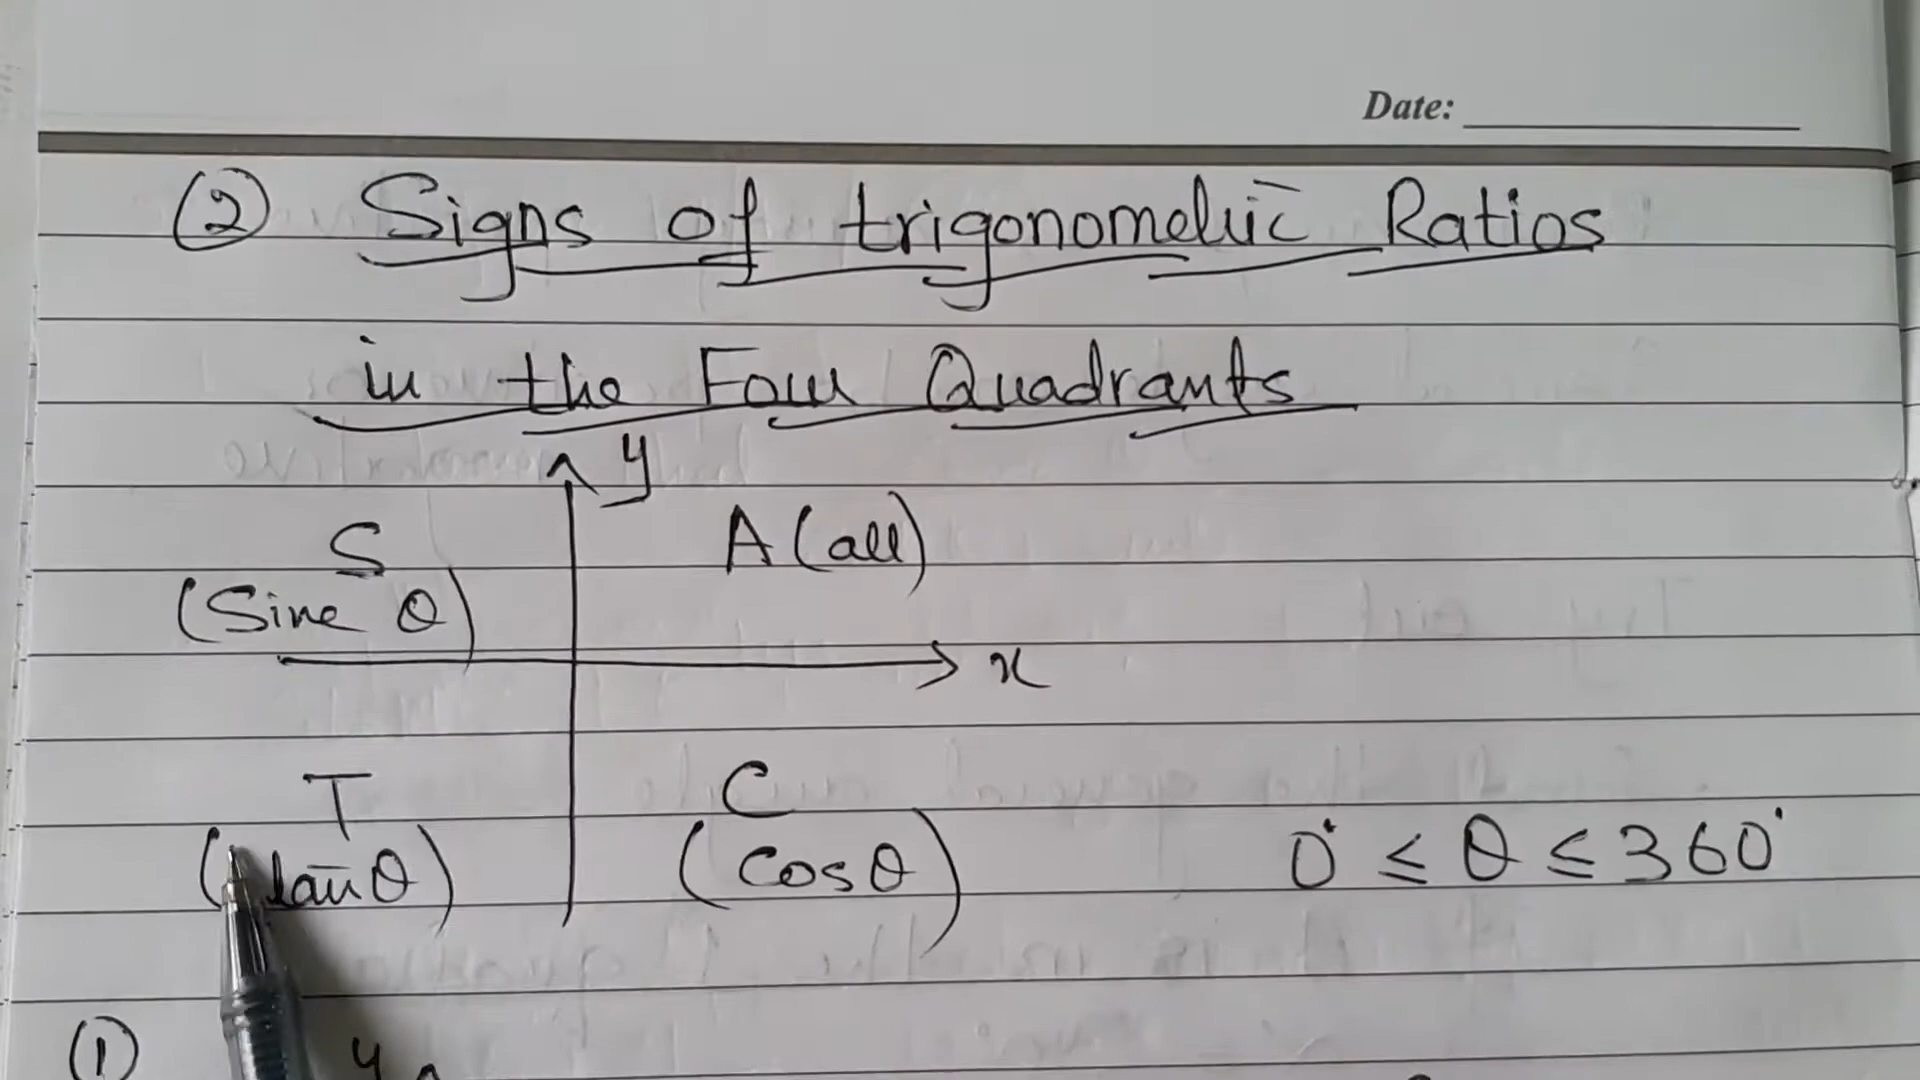 Date:
② Signs of trigonometric Ratios
in the Four Quadrants
y
S A (all)
(Sine θ)
x
T C
(tan θ) (cos θ) 0° ≤ θ ≤ 360°
① y